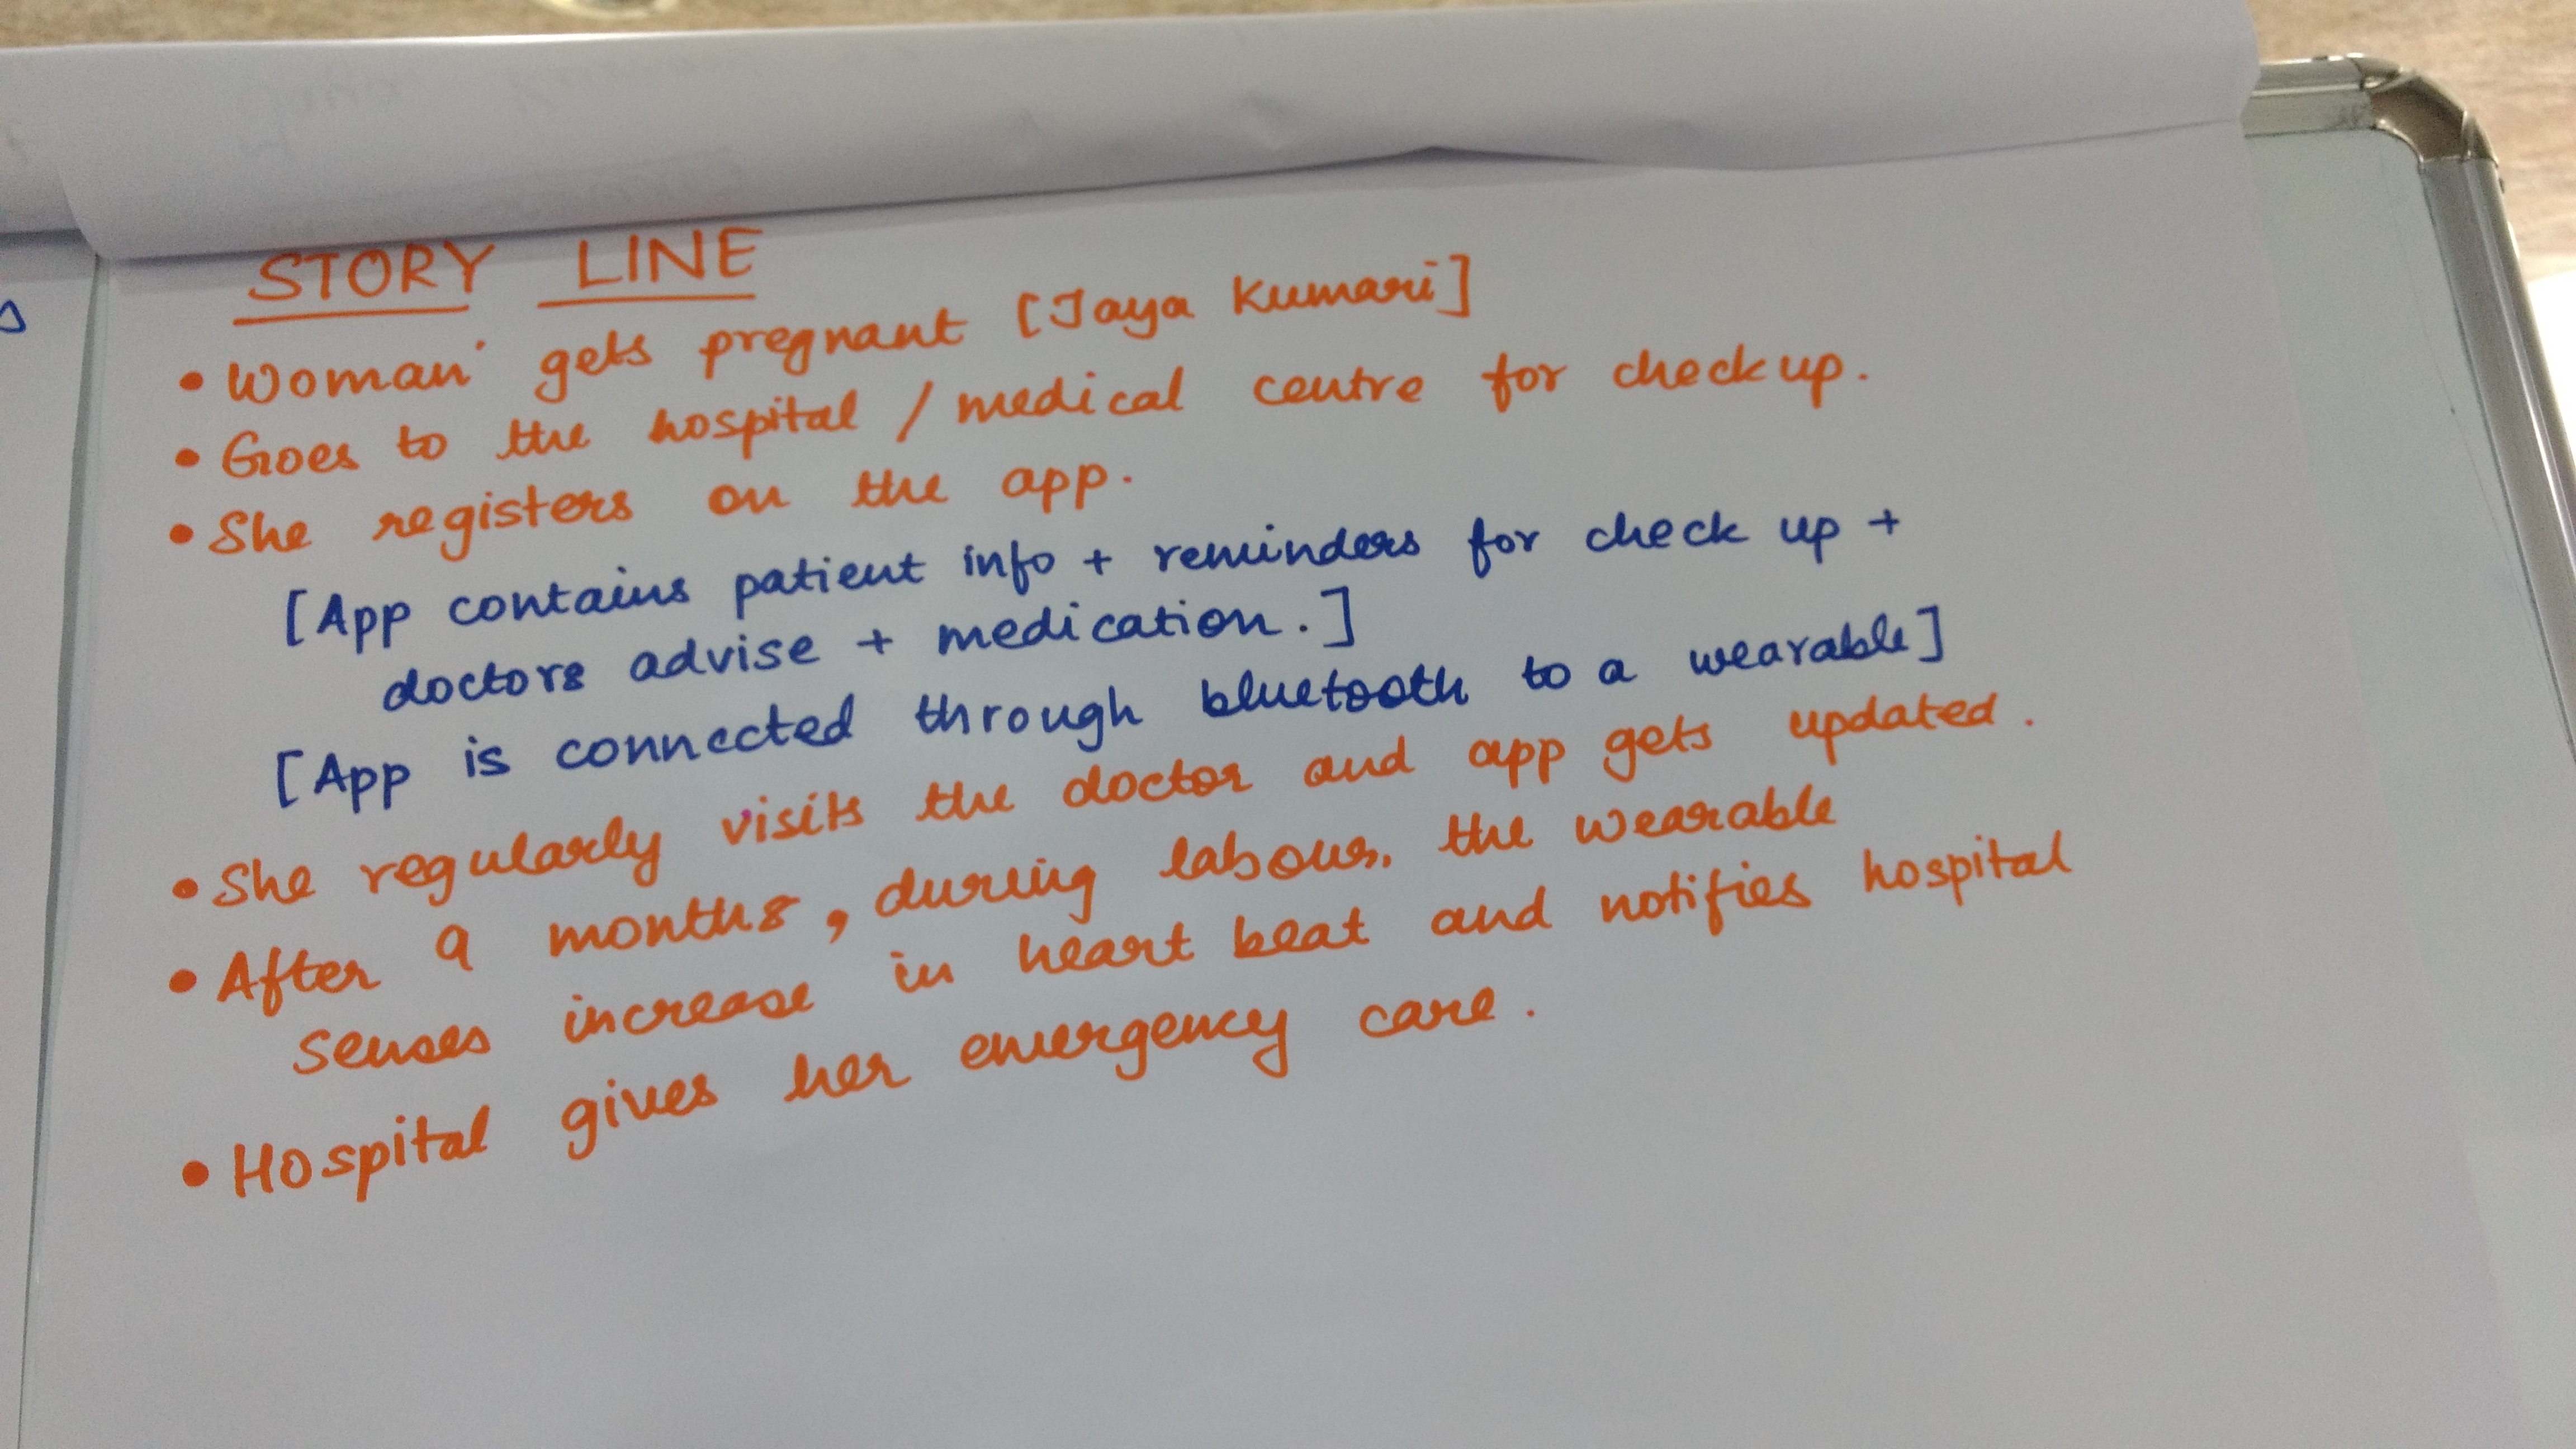 STORY LINE
• Woman gets pregnant [Jaya Kumari]
• Goes to the hospital / medical centre for checkup.
• She registers on the app.
[App contains patient info + reminders for check up +
doctors advise + medication.]
[App is connected through bluetooth to a wearable]
• She regularly visits the doctor and app gets updated.
• After 9 months, during labour. the wearable
senses increase in heart beat and notifies hospital
• Hospital gives her emergency care.